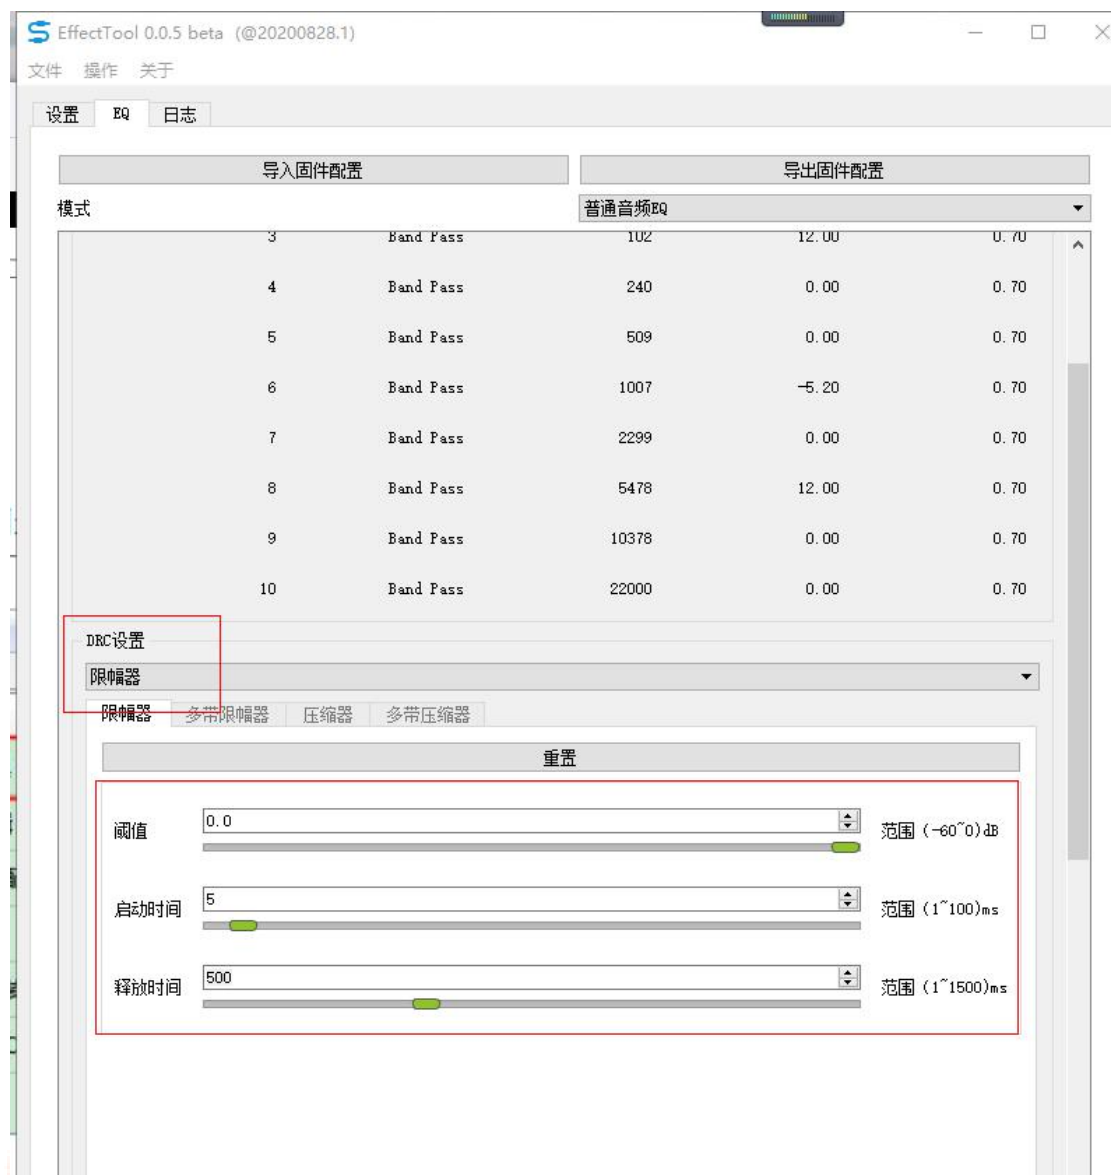 EffectTool 0.0.5 beta (@20200828.1)
文件 操作 关于
设置 EQ 日志
导入固件配置 导出固件配置
模式 普通音频EQ
3 Band Pass 102 12.00 0.70
4 Band Pass 240 0.00 0.70
5 Band Pass 509 0.00 0.70
6 Band Pass 1007 -5.20 0.70
7 Band Pass 2299 0.00 0.70
8 Band Pass 5478 12.00 0.70
9 Band Pass 10378 0.00 0.70
10 Band Pass 22000 0.00 0.70
DRC设置
限幅器
限幅器 多带限幅器 压缩器 多带压缩器
重置
阈值 0.0 范围 (-60~0)dB
启动时间 5 范围 (1~100)ms
释放时间 500 范围 (1~1500)ms